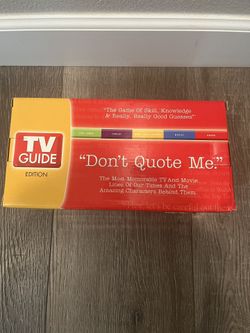 "The Game Of Skill, Knowledge
& Really, Really Good Guesses"
TV
GUIDE
EDITION
"Don't Quote Me."
The Most Memorable TV And Movie
Lines Of Our Times And The
Amazing Characters Behind Them.